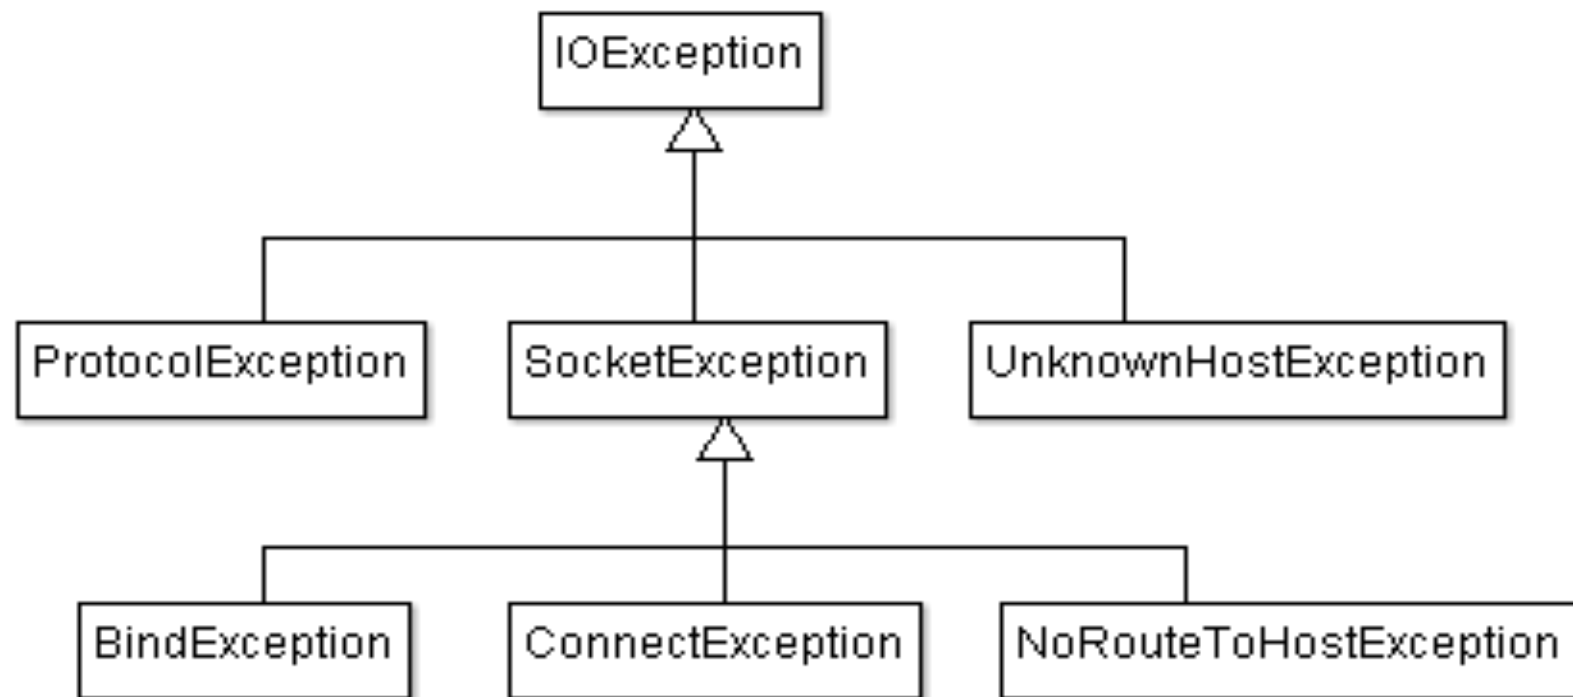 IOException
ProtocolException
SocketException
UnknownHostException
BindException
ConnectException
NoRouteToHostException